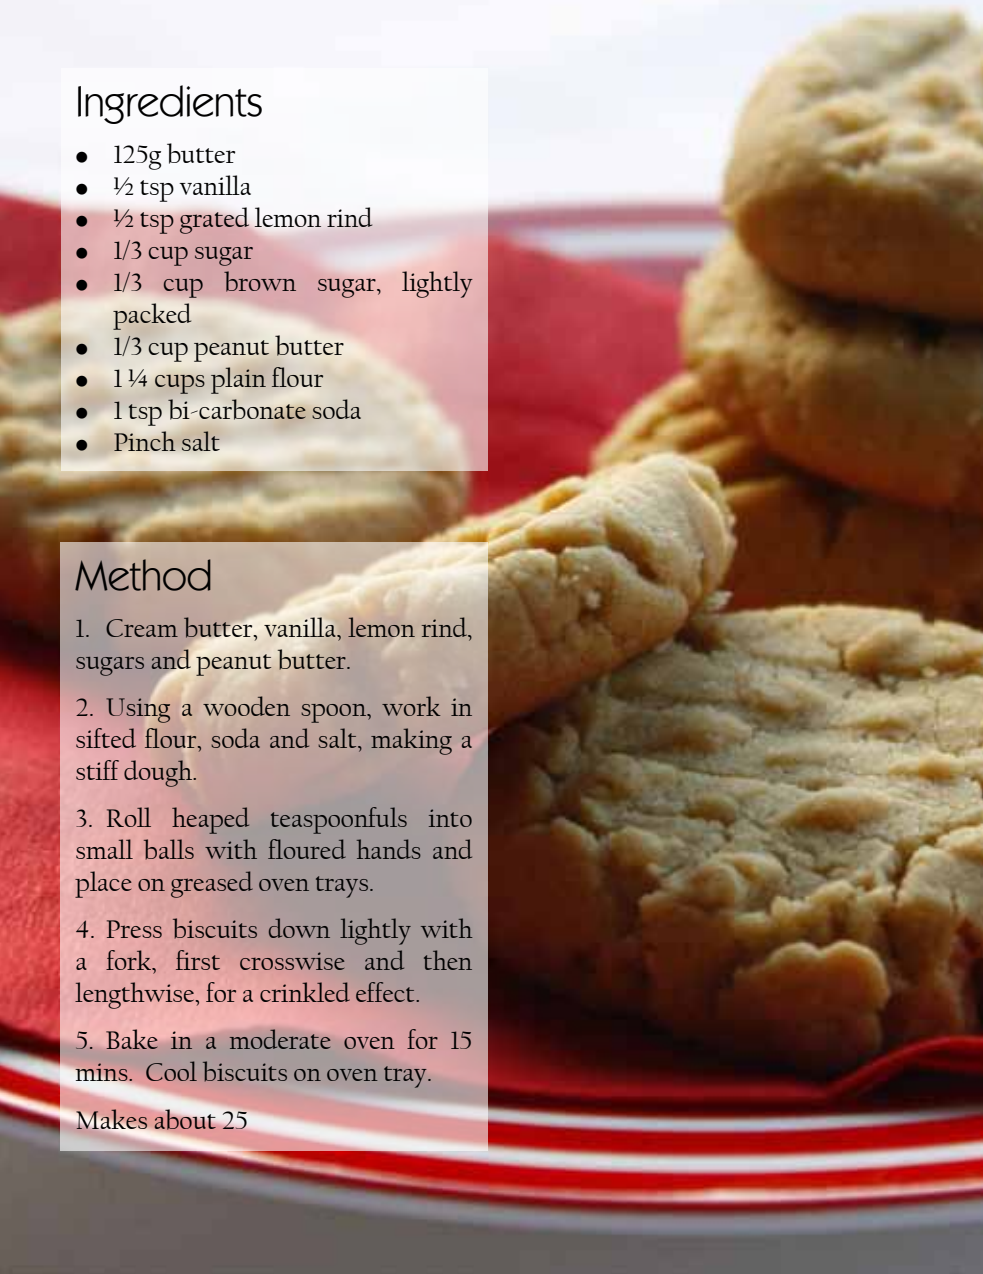 Ingredients
● 125g butter
● ½ tsp vanilla
● ½ tsp grated lemon rind
● 1/3 cup sugar
● 1/3 cup brown sugar, lightly
packed
● 1/3 cup peanut butter
● 1 ¼ cups plain flour
● 1 tsp bi-carbonate soda
● Pinch salt
Method
1. Cream butter, vanilla, lemon rind,
sugars and peanut butter.
2. Using a wooden spoon, work in
sifted flour, soda and salt, making a
stiff dough.
3. Roll heaped teaspoonfuls into
small balls with floured hands and
place on greased oven trays.
4. Press biscuits down lightly with
a fork, first crosswise and then
lengthwise, for a crinkled effect.
5. Bake in a moderate oven for 15
mins. Cool biscuits on oven tray.
Makes about 25